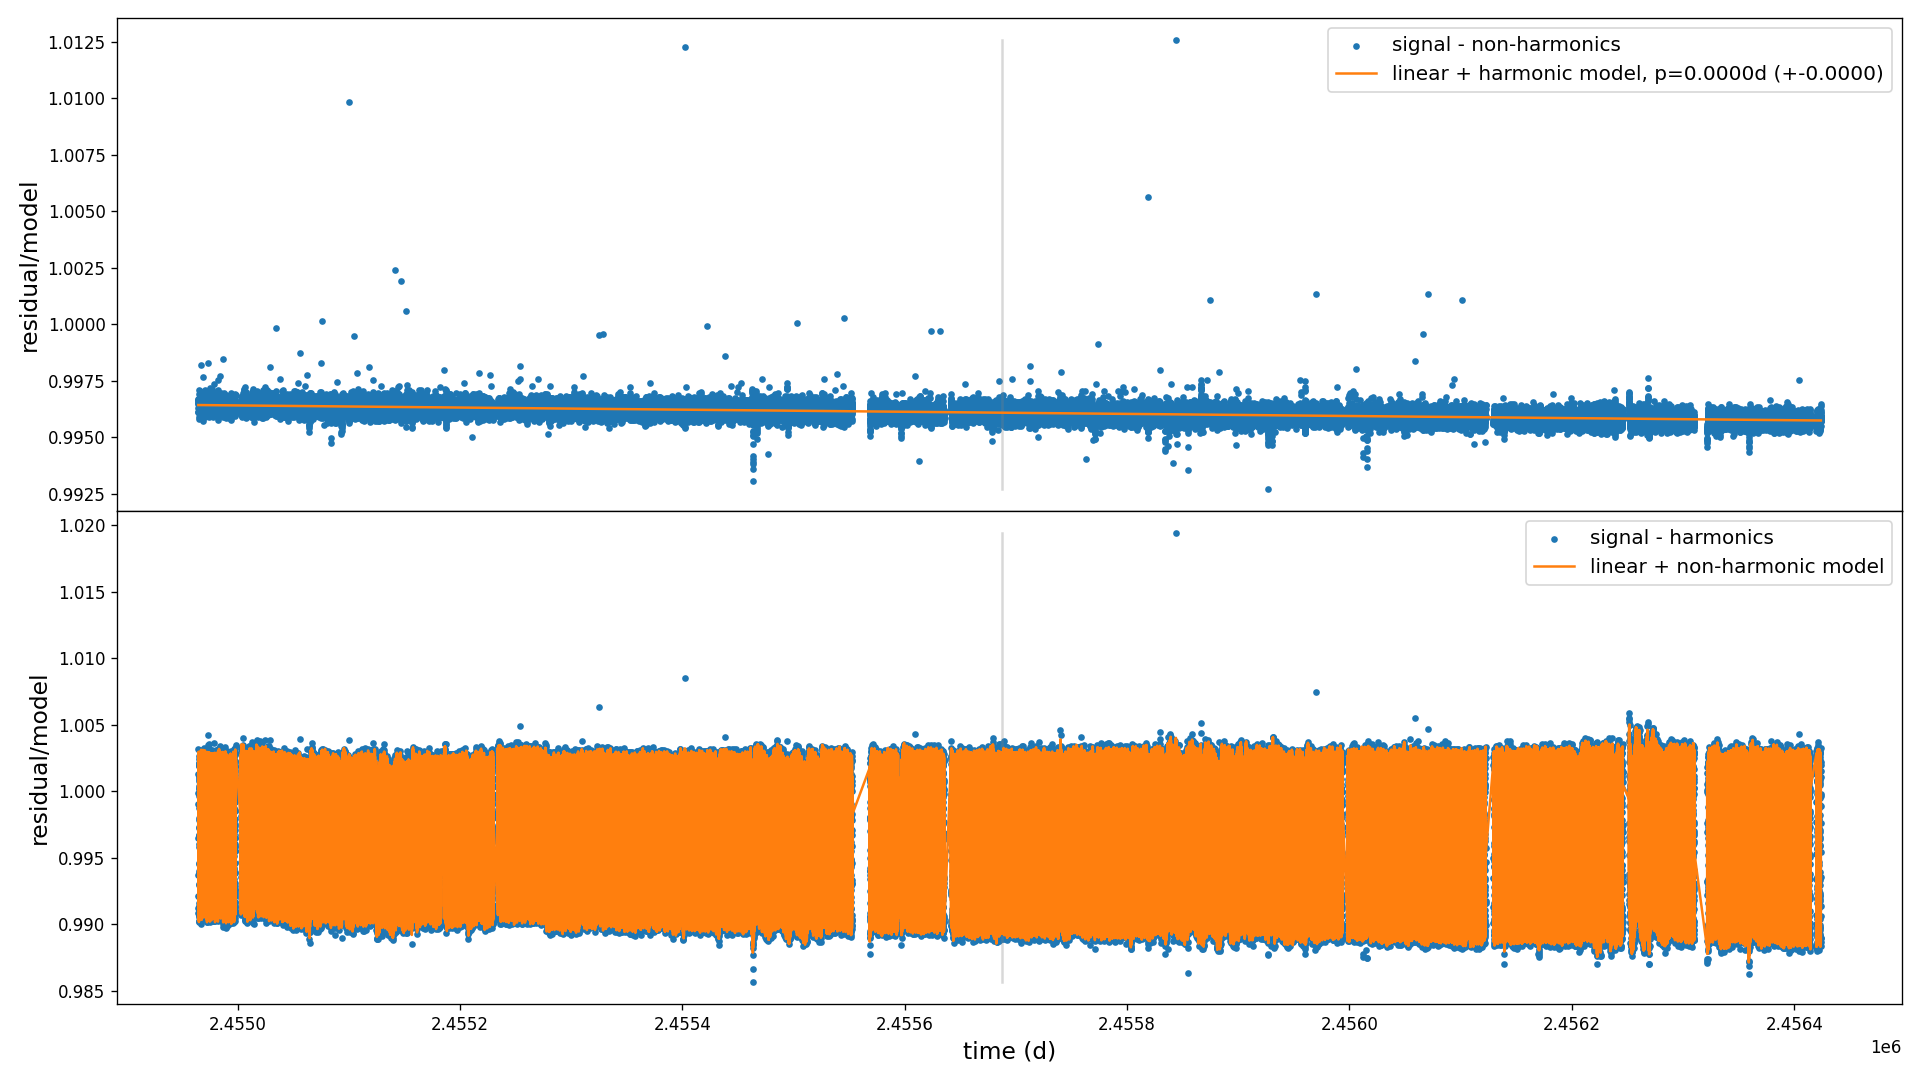 1.0125
1.0100
1.0075
1.0050
1.0025
1.0000
0.9975
0.9950
0.9925
residual/model
signal - non-harmonics
linear + harmonic model, p=0.0000d (+-0.0000)
1.020
1.015
1.010
1.005
1.000
0.995
0.990
0.985
residual/model
signal - harmonics
linear + non-harmonic model
2.4550 2.4552 2.4554 2.4556 2.4558 2.4560 2.4562 2.4564
time (d)
1e6